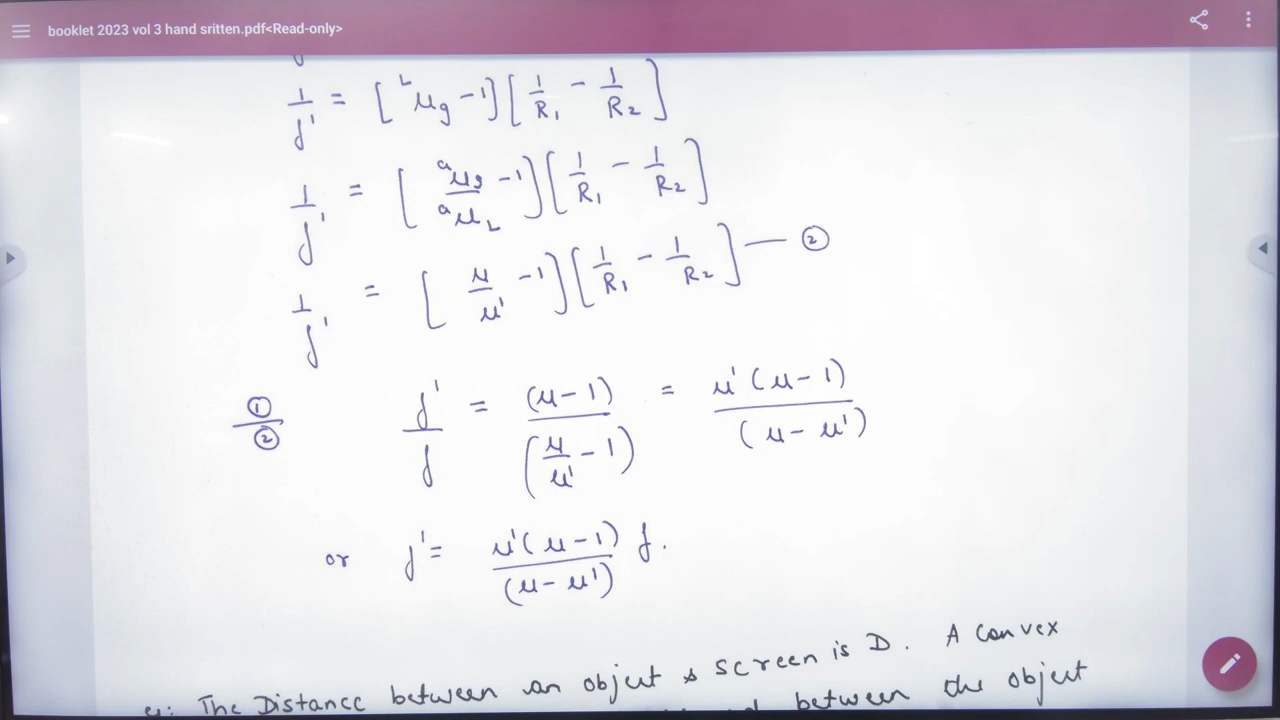 booklet 2023 vol 3 hand sritten.pdf<Read-only>
1/f' = [ ᴸμg -1] [ 1/R₁ - 1/R₂ ]
1/f' = [ ᵃμg/ᵃμL -1 ] [ 1/R₁ - 1/R₂ ]
1/f' = [ μ/μ' -1 ] [ 1/R₁ - 1/R₂ ] — ②
①/② f'/f = (μ-1)/(μ/μ' - 1) = μ'(μ-1)/(μ-μ')
or f' = μ'(μ-1)/(μ-μ') f.
eg: The Distance between an object & screen is D. A convex
between the object